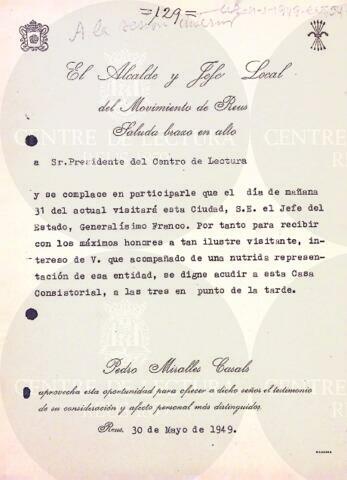 =129=
A la sesión
El Alcalde y Jefe Local
del Movimiento de Reus
Saluda brazo en alto
a Sr.Presidente del Centro de Lectura
y se complace en participarle que el día de mañana
31 del actual visitará esta Ciudad, S.E. el Jefe del
Estado, Generalísimo Franco. Por tanto para recibir
con los máximos honores a tan ilustre visitante, in-
tereso de V. que acompañado de una nutrida represen-
tación de esa entidad, se digne acudir a esta Casa
Consistorial, a las tres en punto de la tarde.
Pedro Miralles Casals
aprovecha esta oportunidad para ofrecer a dicho señor el testimonio
de su consideración y afecto personal más distinguidos.
Reus, 30 de Mayo de 1949.
CENTRE DE LECTURA